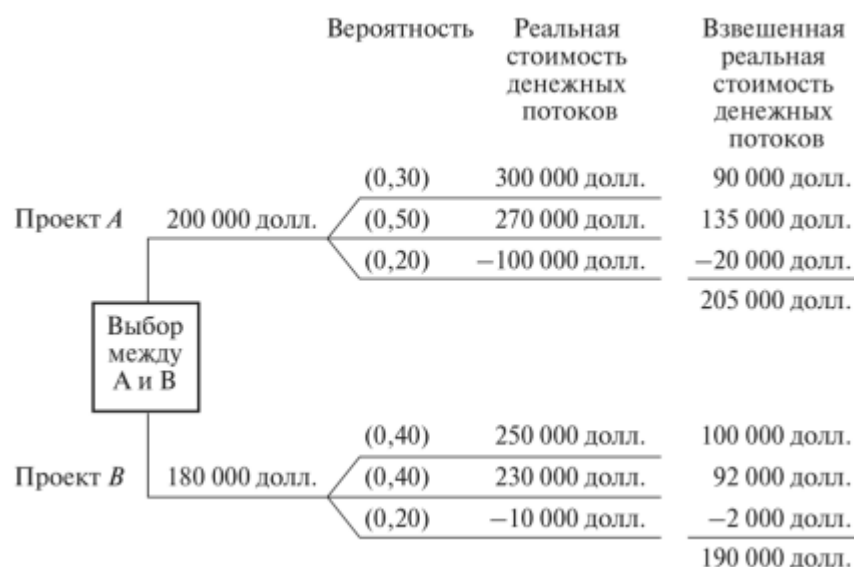 Вероятность Реальная Взвешенная
стоимость реальная
денежных стоимость
потоков денежных
потоков
(0,30) 300 000 долл. 90 000 долл.
Проект A 200 000 долл. (0,50) 270 000 долл. 135 000 долл.
(0,20) −100 000 долл. −20 000 долл.
205 000 долл.
Выбор
между
А и В
(0,40) 250 000 долл. 100 000 долл.
Проект B 180 000 долл. (0,40) 230 000 долл. 92 000 долл.
(0,20) −10 000 долл. −2 000 долл.
190 000 долл.